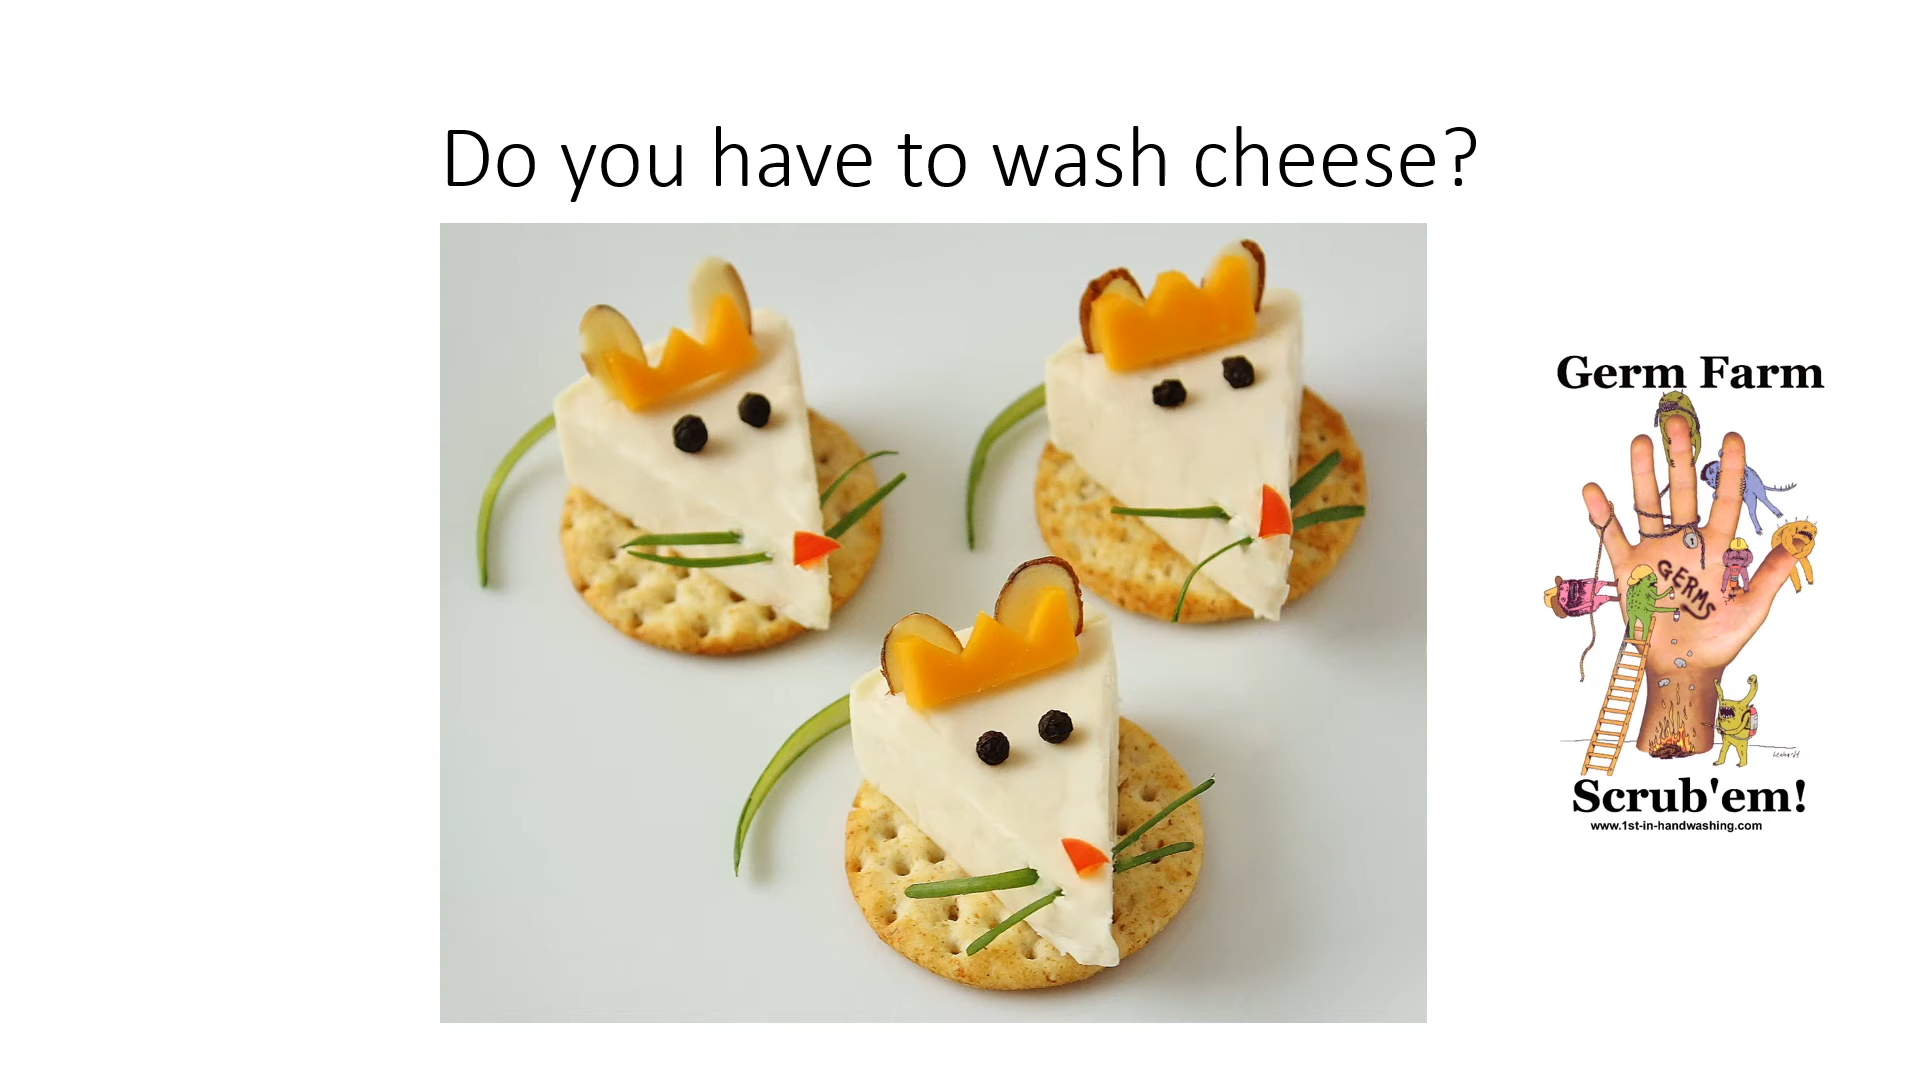 Do you have to wash cheese?
Germ Farm
GERMS
Scrub'em!
www.1st-in-handwashing.com